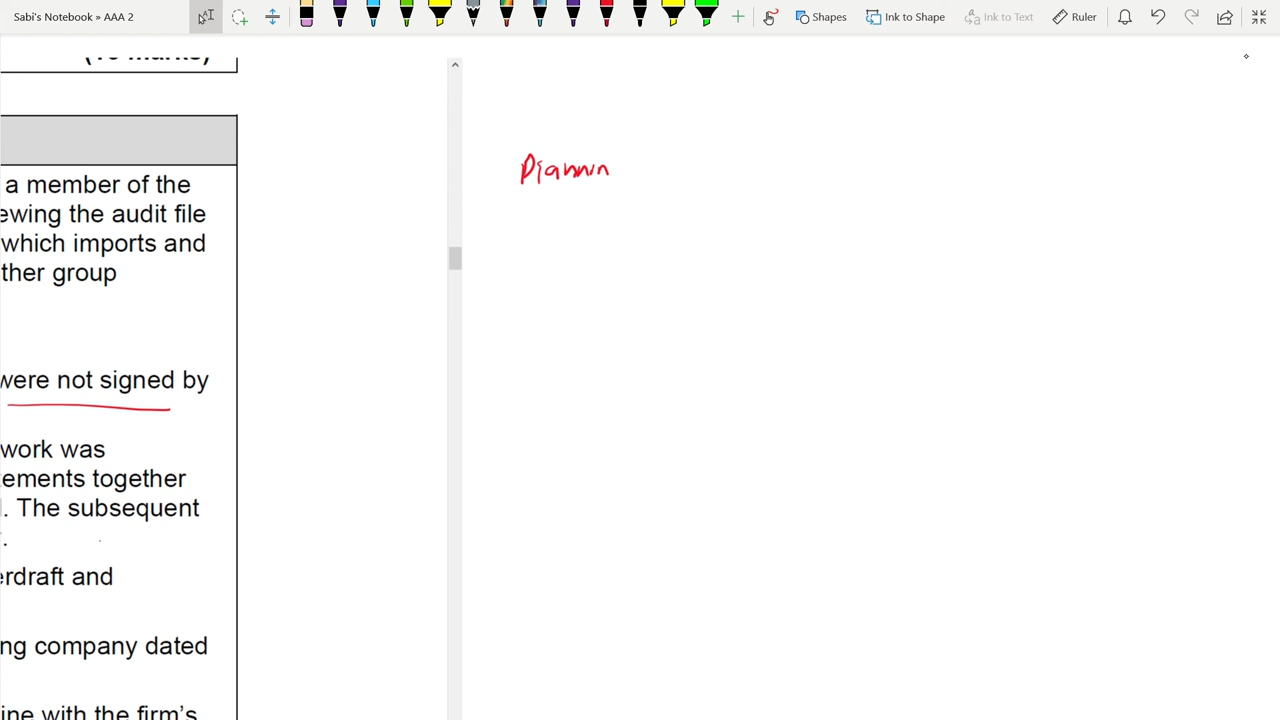 Sabi's Notebook » AAA 2
Shapes
Ink to Shape
Ink to Text
Ruler
a member of the
ewing the audit file
which imports and
ther group
were not signed by
work was
tements together
. The subsequent
erdraft and
ng company dated
ine with the firm's
Plannin